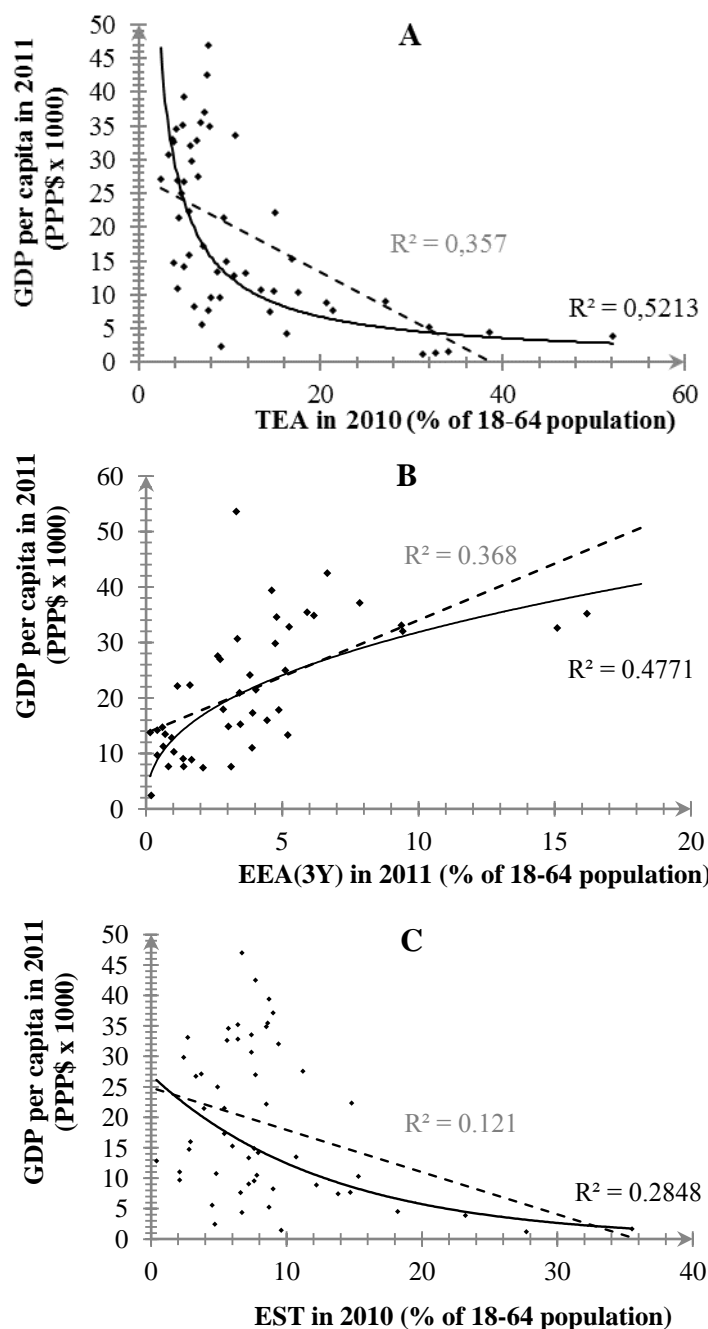 A
GDP per capita in 2011
(PPP$ x 1000)
50
45
40
35
30
25
20
15
10
5
0
R² = 0,357
R² = 0,5213
0
20
40
60
TEA in 2010 (% of 18-64 population)
B
GDP per capita in 2011
(PPP$ x 1000)
60
50
40
30
20
10
0
R² = 0.368
R² = 0.4771
0
5
10
15
20
EEA(3Y) in 2011 (% of 18-64 population)
C
GDP per capita in 2011
(PPP$ x 1000)
50
45
40
35
30
25
20
15
10
5
0
R² = 0.121
R² = 0.2848
0
10
20
30
40
EST in 2010 (% of 18-64 population)